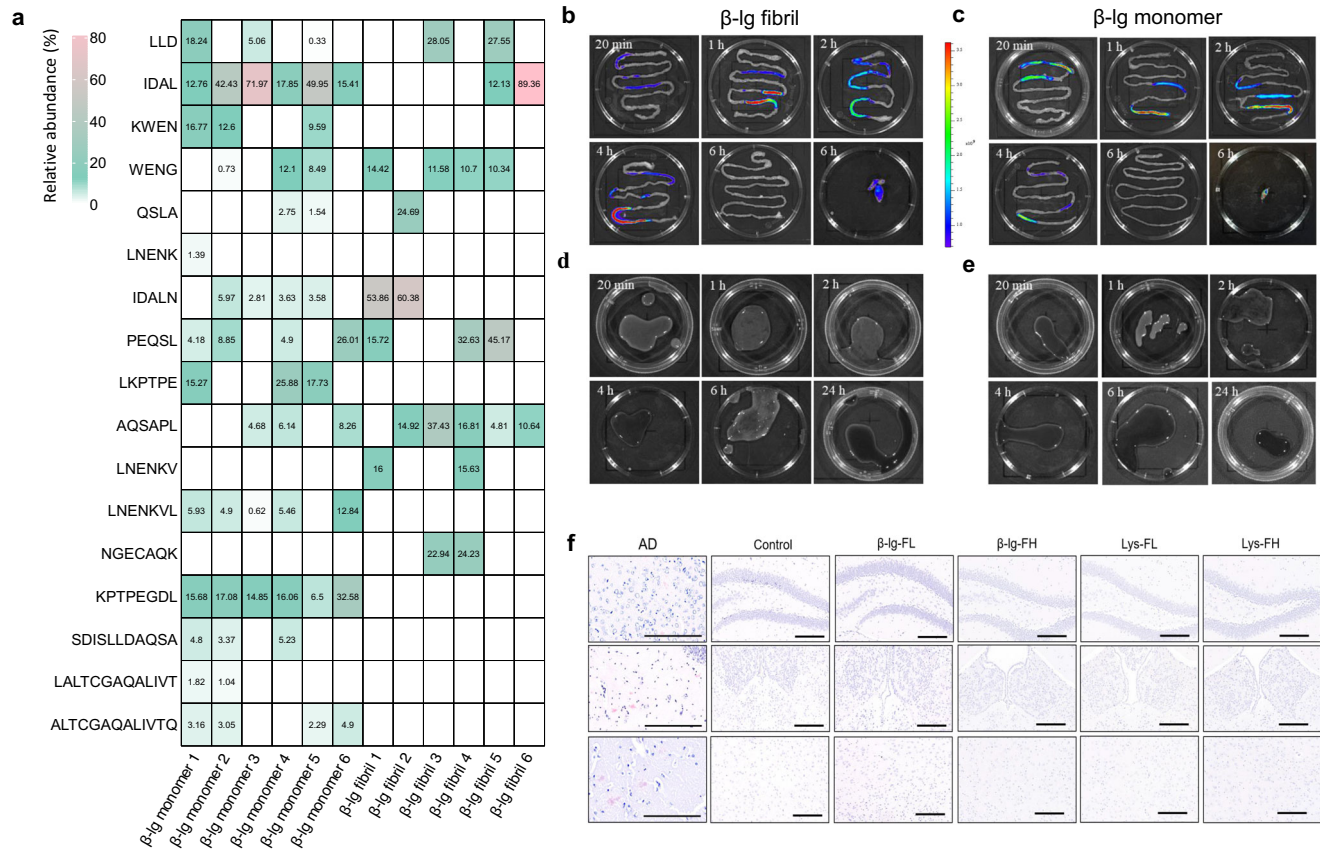 a
Relative abundance (%)
80
60
40
20
0
LLD 18.24 5.06 0.33 28.05 27.55
IDAL 12.76 42.43 71.97 17.85 49.95 15.41 12.13 89.36
KWEN 16.77 12.6 9.59
WENG 0.73 12.1 8.49 14.42 11.58 10.7 10.34
QSLA 2.75 1.54 24.69
LNENK 1.39
IDALN 5.97 2.81 3.63 3.58 53.86 60.38
PEQSL 4.18 8.85 4.9 26.01 15.72 32.63 45.17
LKPTPE 15.27 25.88 17.73
AQSAPL 4.68 6.14 8.26 14.92 37.43 16.81 4.81 10.64
LNENKV 16 15.63
LNENKVL 5.93 4.9 0.62 5.46 12.84
NGECAQK 22.94 24.23
KPTPEGDL 15.68 17.08 14.85 16.06 6.5 32.58
SDISLLDAQSA 4.8 3.37 5.23
LALTCGAQALIVT 1.82 1.04
ALTCGAQALIVTQ 3.16 3.05 2.29 4.9
β-lg monomer 1
β-lg monomer 2
β-lg monomer 3
β-lg monomer 4
β-lg monomer 5
β-lg monomer 6
β-lg fibril 1
β-lg fibril 2
β-lg fibril 3
β-lg fibril 4
β-lg fibril 5
β-lg fibril 6
b β-lg fibril
20 min 1 h 2 h
4 h 6 h 6 h
c β-lg monomer
20 min 1 h 2 h
4 h 6 h 6 h
d
20 min 1 h 2 h
4 h 6 h 24 h
e
20 min 1 h 2 h
4 h 6 h 24 h
f
AD Control β-lg-FL β-lg-FH Lys-FL Lys-FH